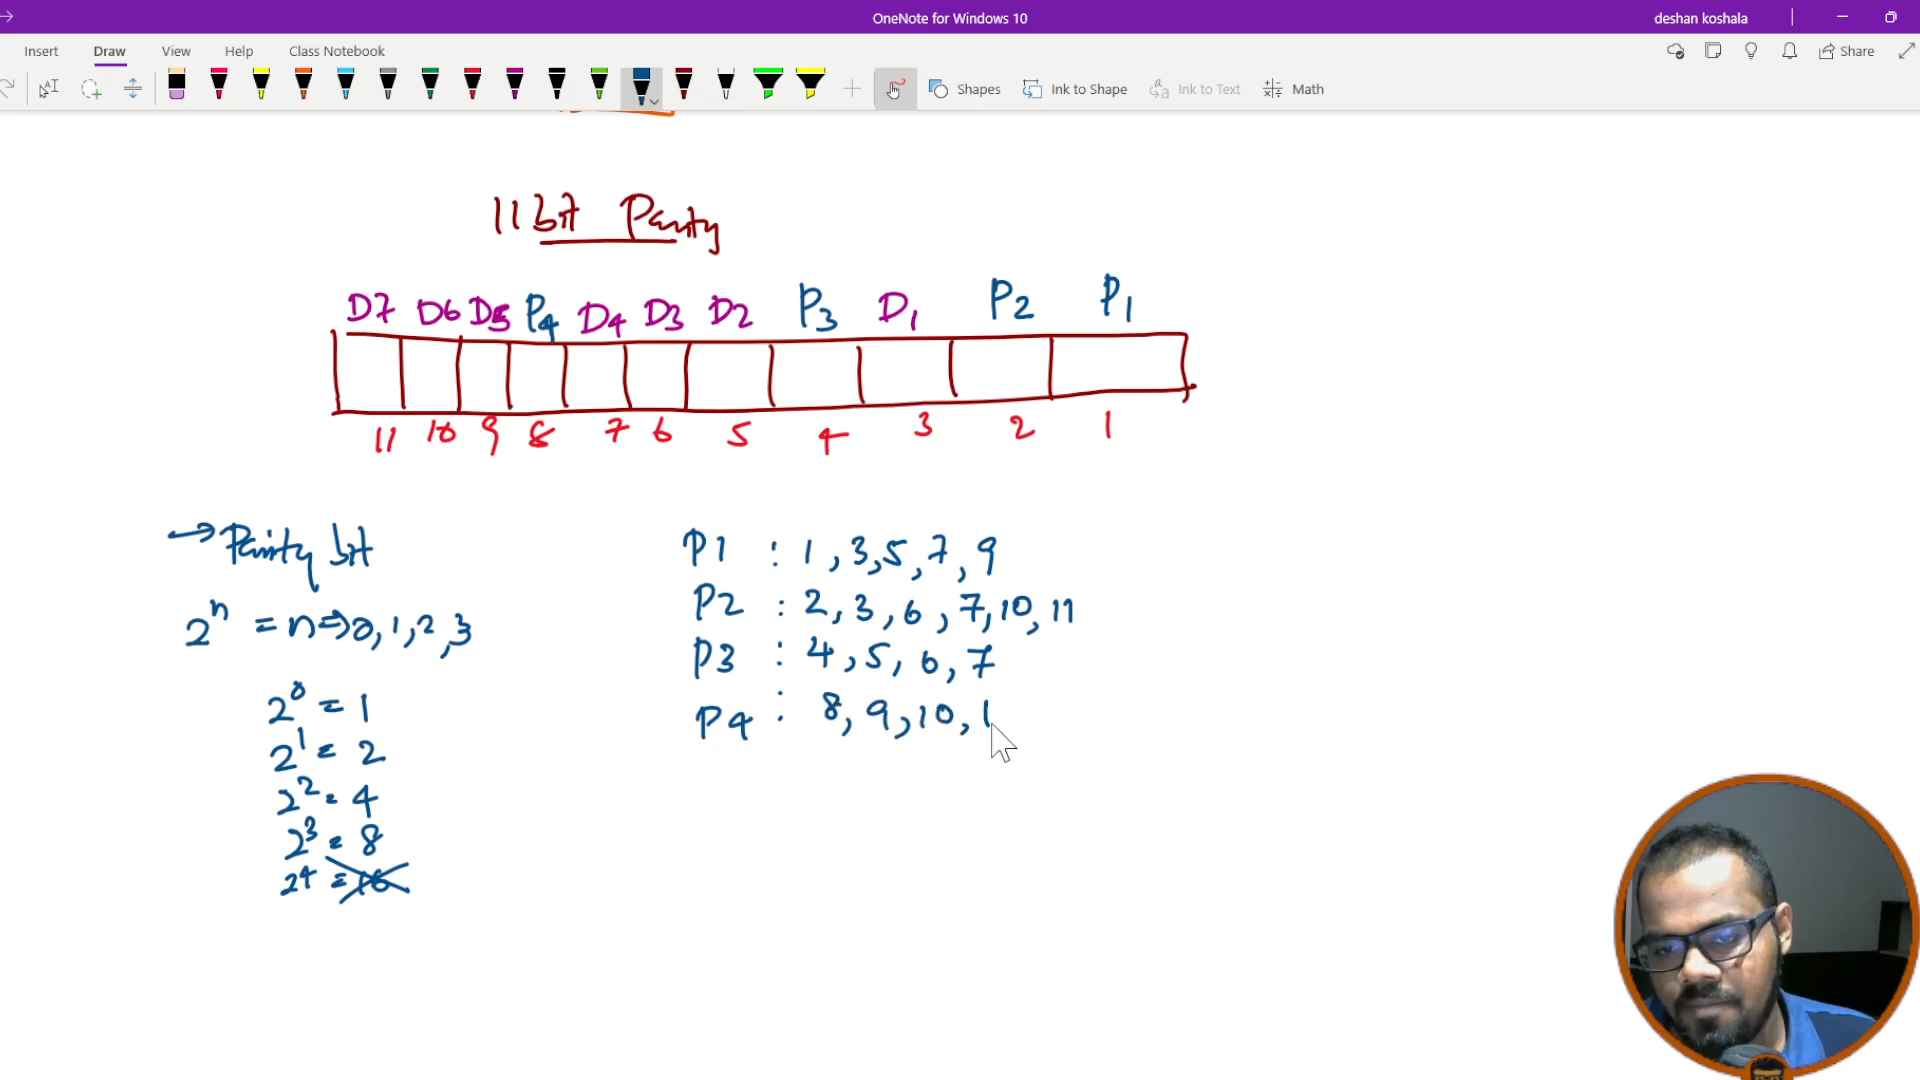 OneNote for Windows 10
deshan koshala
Insert Draw View Help Class Notebook
Share
Shapes Ink to Shape Ink to Text Math
11 bit Parity
D7 D6 D5 P4 D4 D3 D2 P3 D1 P2 P1
11 10 9 8 7 6 5 4 3 2 1
→ Parity bit
2ⁿ = n ⇒ 0, 1, 2, 3
2⁰ = 1
2¹ = 2
2² = 4
2³ = 8
2⁴ = 16
P1 : 1, 3, 5, 7, 9
P2 : 2, 3, 6, 7, 10, 11
P3 : 4, 5, 6, 7
P4 : 8, 9, 10, 1